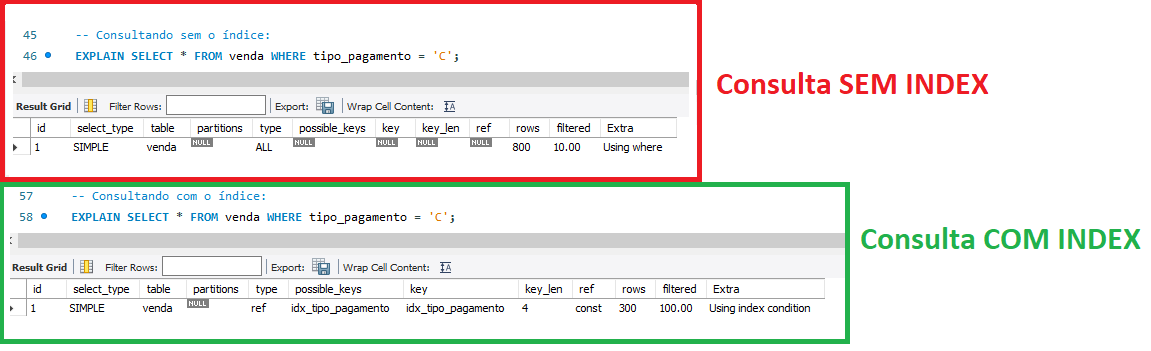 45 -- Consultando sem o índice:
46 EXPLAIN SELECT * FROM venda WHERE tipo_pagamento = 'C';
Consulta SEM INDEX
Result Grid Filter Rows: Export: Wrap Cell Content:
id select_type table partitions type possible_keys key key_len ref rows filtered Extra
1 SIMPLE venda NULL ALL NULL NULL NULL NULL 800 10.00 Using where
57 -- Consultando com o índice:
58 EXPLAIN SELECT * FROM venda WHERE tipo_pagamento = 'C';
Consulta COM INDEX
Result Grid Filter Rows: Export: Wrap Cell Content:
id select_type table partitions type possible_keys key key_len ref rows filtered Extra
1 SIMPLE venda NULL ref idx_tipo_pagamento idx_tipo_pagamento 4 const 300 100.00 Using index condition